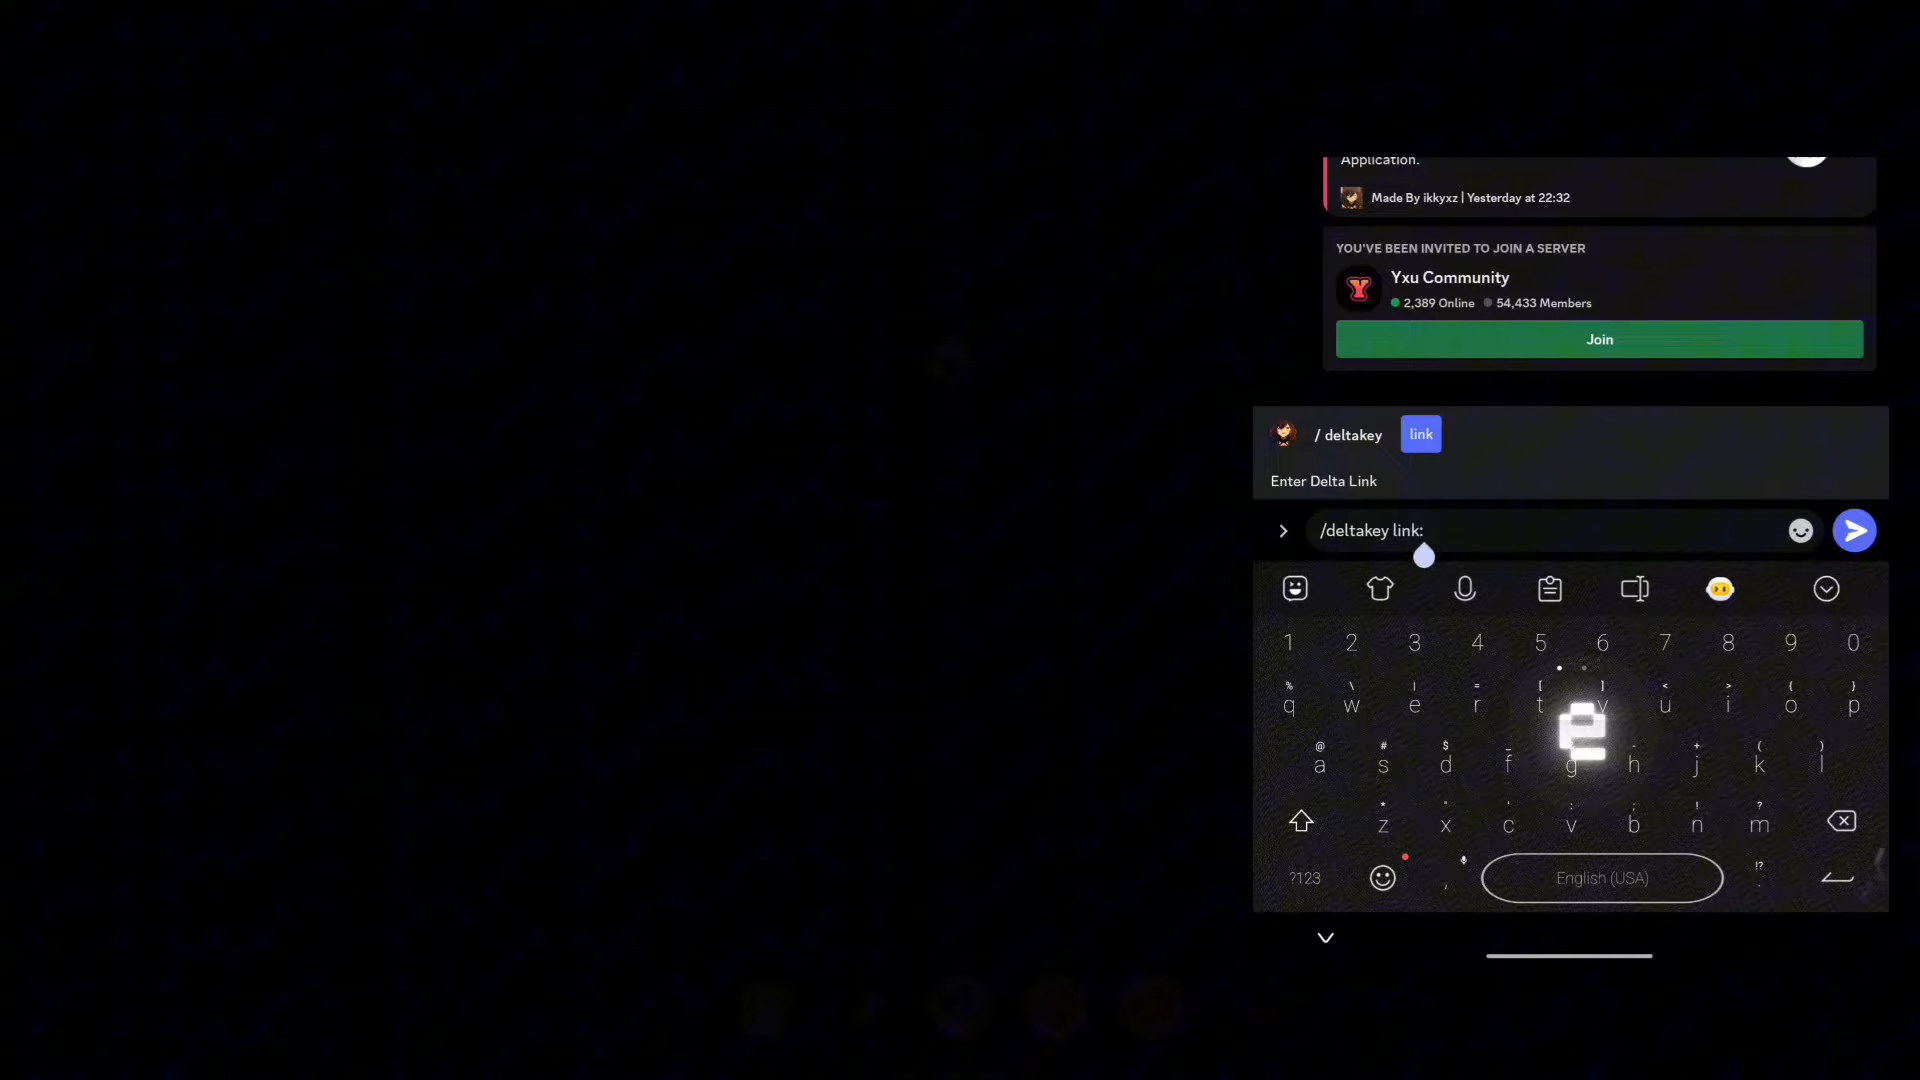 Application.
Made By ikkyxz | Yesterday at 22:32
YOU'VE BEEN INVITED TO JOIN A SERVER
Yxu Community
2,389 Online 54,433 Members
Join
/ deltakey link
Enter Delta Link
/deltakey link:
1 2 3 4 5 6 7 8 9 0
% \ | = [ ] < > { }
q w e r t y u i o p
@ # $ _ - + ( )
a s d f g h j k l
* " ' : ; ! ?
z x c v b n m
?123 , English (USA) !? .